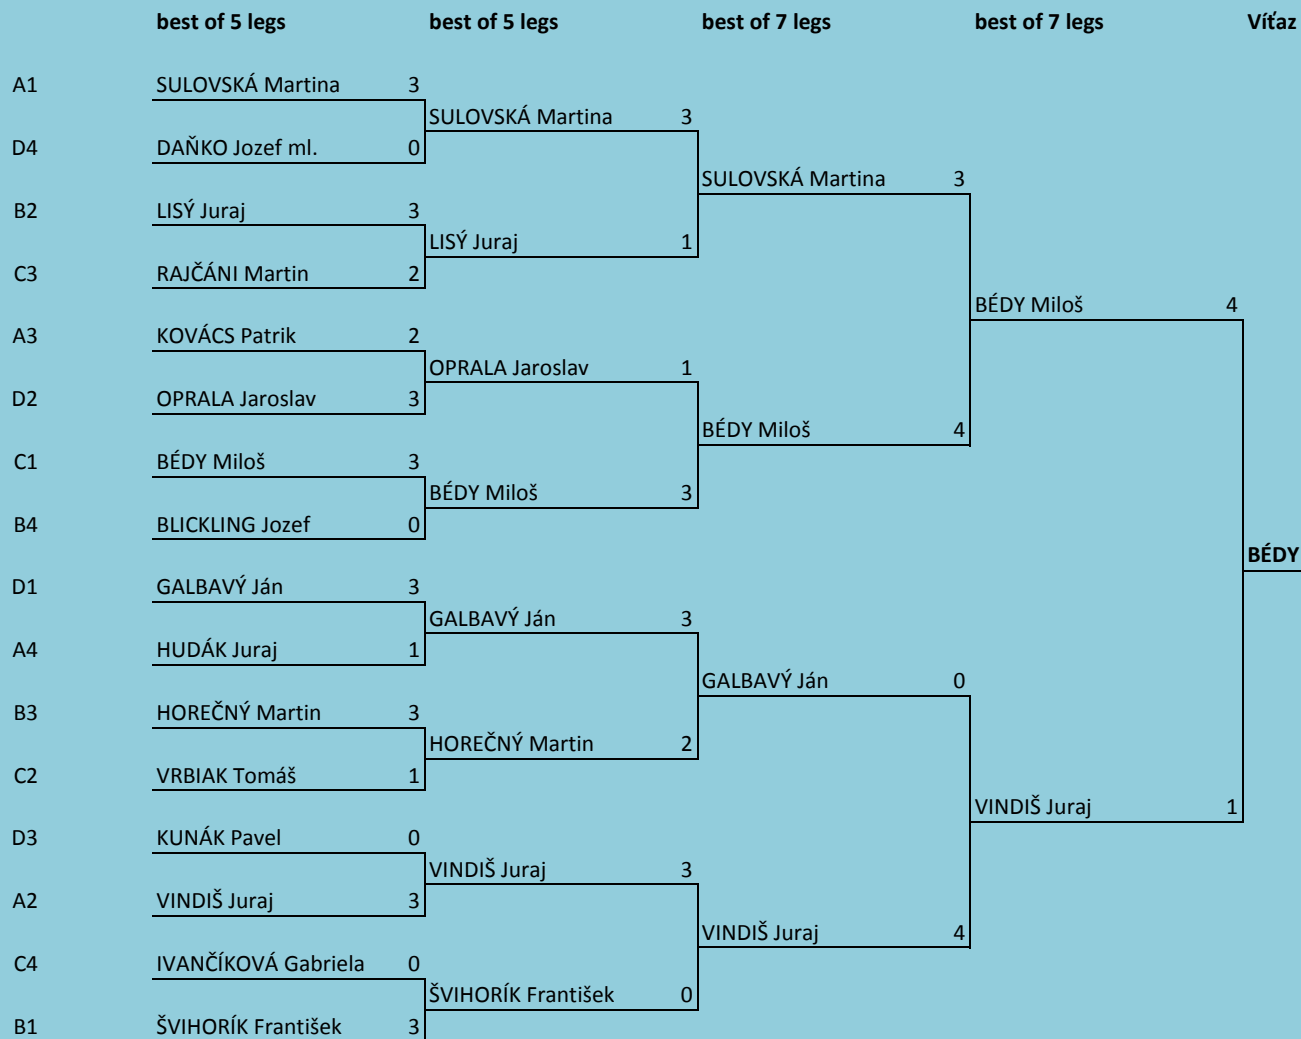 best of 5 legs best of 5 legs best of 7 legs best of 7 legs Víťaz
A1 SULOVSKÁ Martina 3
SULOVSKÁ Martina 3
D4 DAŇKO Jozef ml. 0
SULOVSKÁ Martina 3
B2 LISÝ Juraj 3
LISÝ Juraj 1
C3 RAJČÁNI Martin 2
BÉDY Miloš 4
A3 KOVÁCS Patrik 2
OPRALA Jaroslav 1
D2 OPRALA Jaroslav 3
BÉDY Miloš 4
C1 BÉDY Miloš 3
BÉDY Miloš 3
B4 BLICKLING Jozef 0
BÉDY
D1 GALBAVÝ Ján 3
GALBAVÝ Ján 3
A4 HUDÁK Juraj 1
GALBAVÝ Ján 0
B3 HOREČNÝ Martin 3
HOREČNÝ Martin 2
C2 VRBIAK Tomáš 1
VINDIŠ Juraj 1
D3 KUNÁK Pavel 0
VINDIŠ Juraj 3
A2 VINDIŠ Juraj 3
VINDIŠ Juraj 4
C4 IVANČÍKOVÁ Gabriela 0
ŠVIHORÍK František 0
B1 ŠVIHORÍK František 3